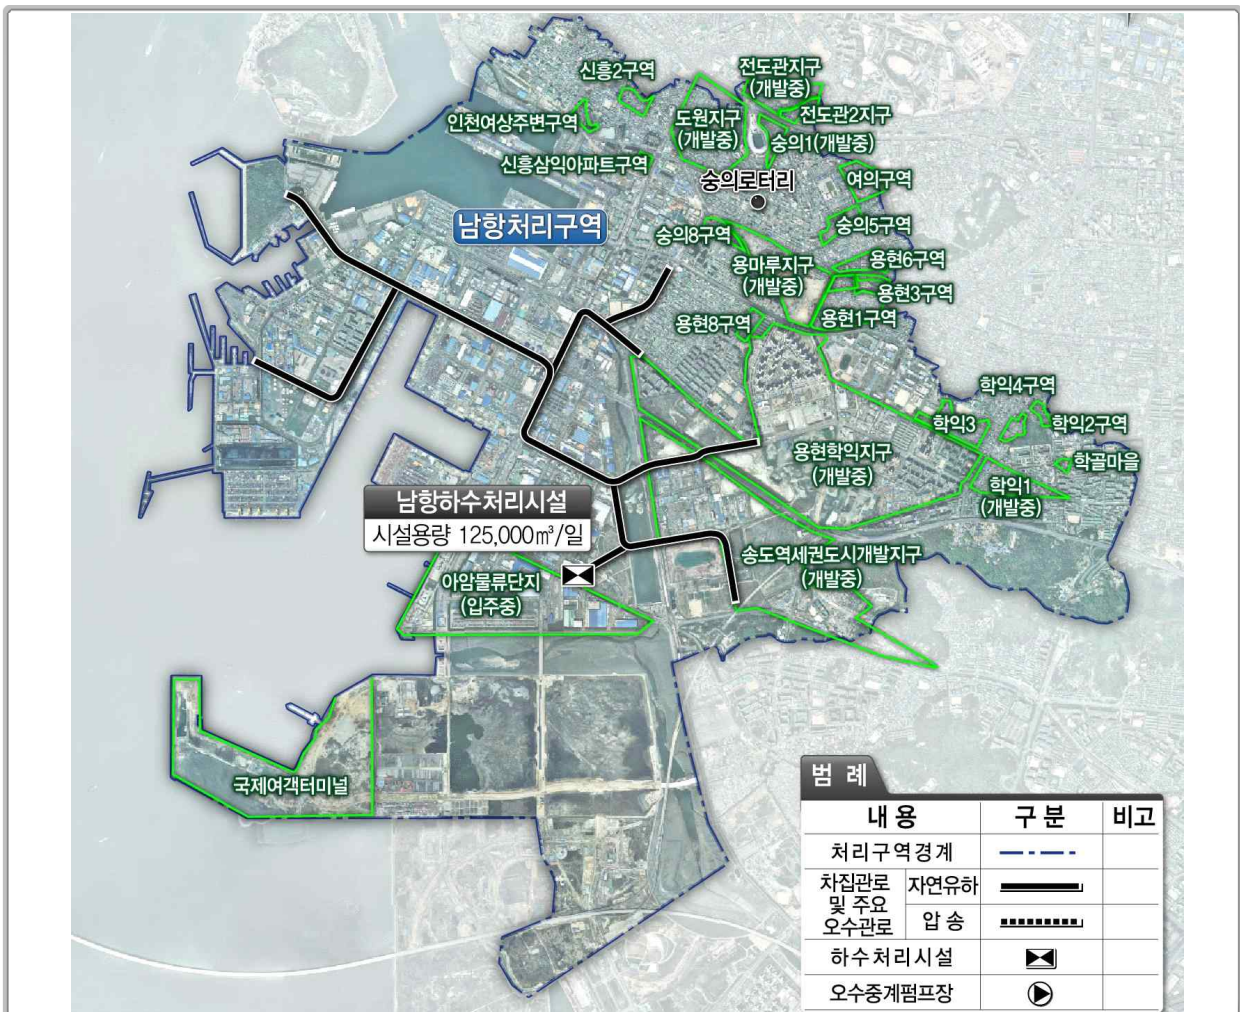 전도관지구
(개발중)
신흥2구역
도원지구
(개발중)
전도관2지구
인천여상주변구역
숭의1(개발중)
신흥삼익아파트구역
숭의로터리
여의구역
남항처리구역
숭의8구역
숭의5구역
용마루지구
(개발중)
용현6구역
용현3구역
용현8구역
용현1구역
학익4구역
학익3
학익2구역
용현학익지구
(개발중)
학골마을
학익1
(개발중)
남항하수처리시설
시설용량 125,000㎥/일
송도역세권도시개발지구
(개발중)
아암물류단지
(입주중)
국제여객터미널
범 례
내 용 구 분 비고
처리구역경계
차집관로
및 주요
오수관로
자연유하
압 송
하수처리시설
오수중계펌프장